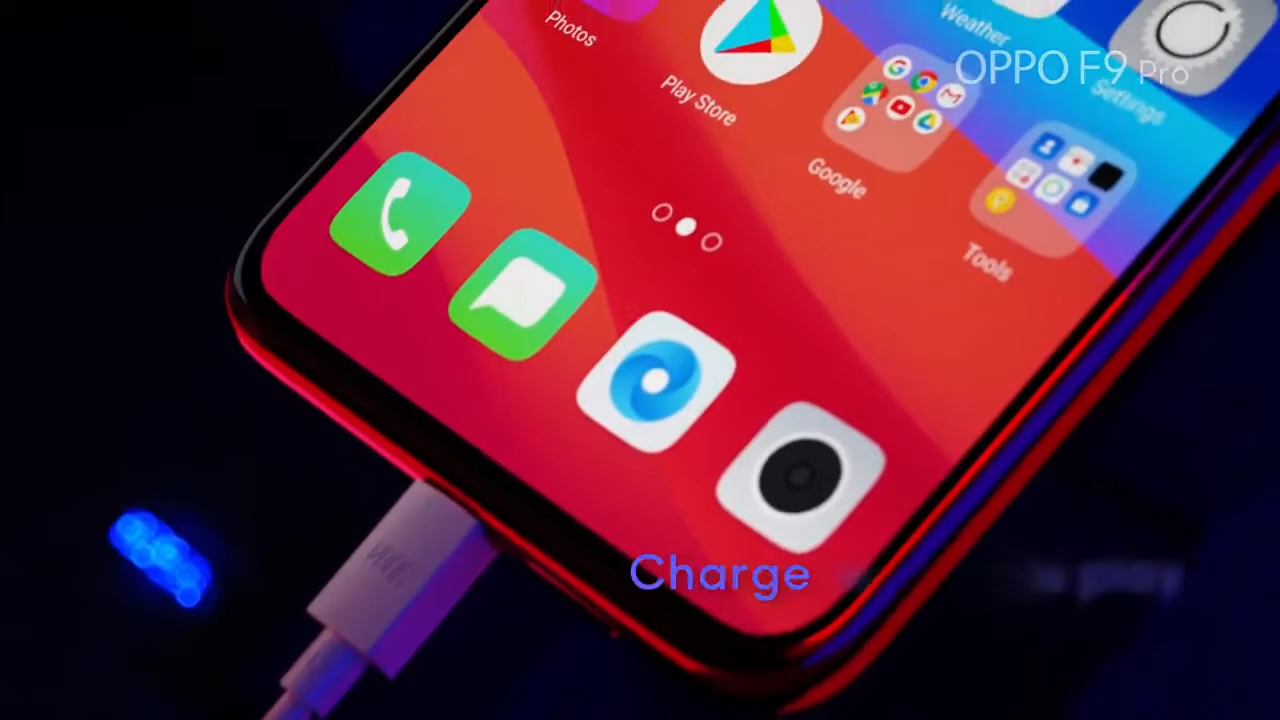 Photos
Play Store
Google
Weather
Settings
Tools
OPPO F9 Pro
Charge